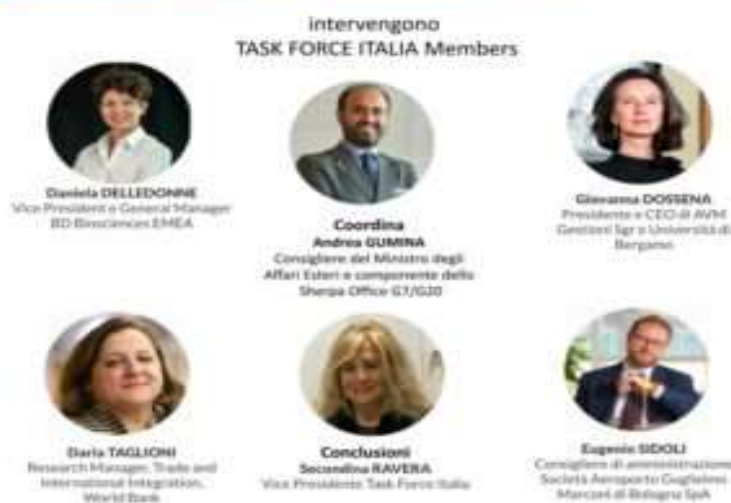 intervengono
TASK FORCE ITALIA Members
Daniela DELLEDONNE
Vice President e General Manager
BD Biosciences EMEA
Coordina
Andrea GUMINA
Consigliere del Ministro degli
Affari Esteri e componente dello
Sherpa Office G7/G20
Giovanna DOSSENA
Presidente e CEO di AVM
Gestioni Sgr e Università di
Bergamo
Daria TAGLIONI
Research Manager, Trade and
International Integration,
World Bank
Conclusioni
Secondina RAVERA
Vice Presidente Task Force Italia
Eugenio SIDOLI
Consigliere di amministrazione
Società Aeroporto Guglielmo
Marconi di Bologna SpA